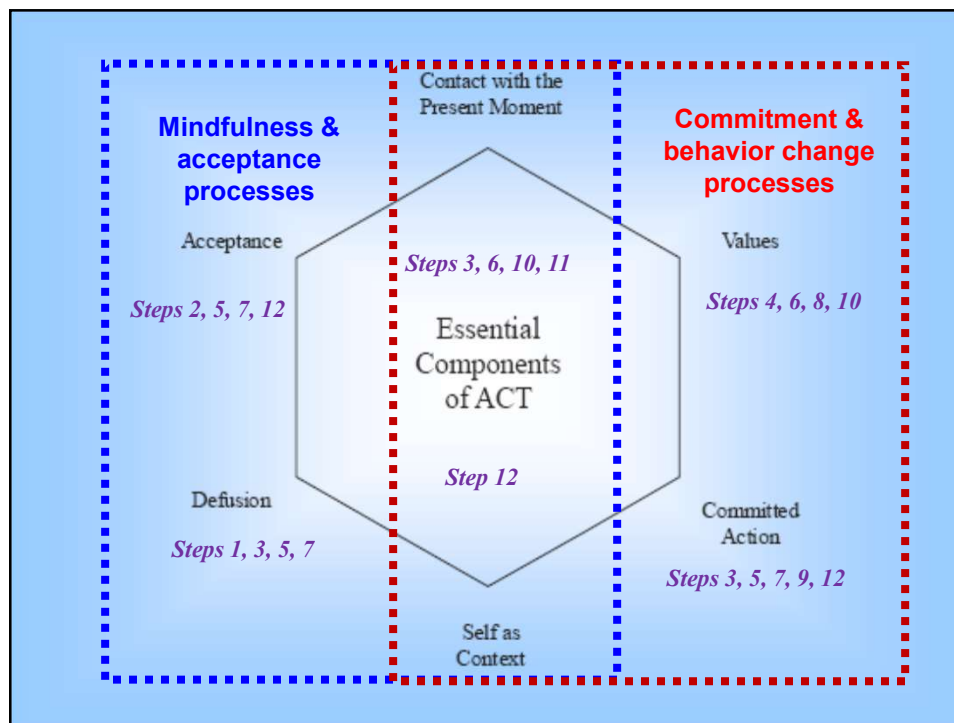 Contact with the
Present Moment
Mindfulness &
acceptance
processes
Commitment &
behavior change
processes
Acceptance
Values
Steps 3, 6, 10, 11
Steps 2, 5, 7, 12
Steps 4, 6, 8, 10
Essential
Components
of ACT
Step 12
Defusion
Committed
Action
Steps 1, 3, 5, 7
Steps 3, 5, 7, 9, 12
Self as
Context